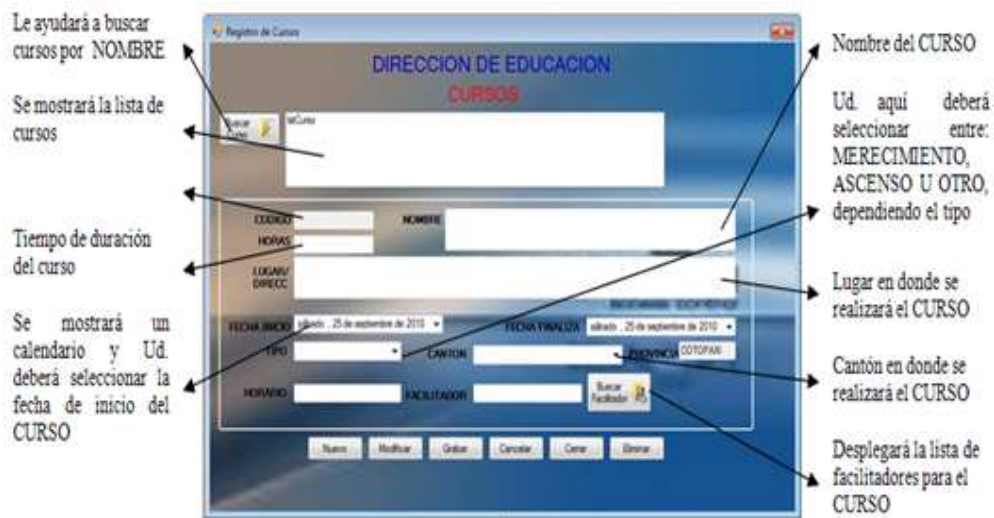 Le ayudará a buscar
cursos por NOMBRE
Se mostrará la lista de
cursos
Tiempo de duración
del curso
Se mostrará un
calendario y Ud.
deberá seleccionar la
fecha de inicio del
CURSO
Registro de Cursos
DIRECCION DE EDUCACION
CURSOS
Buscar
Curso
lstCurso
CODIGO
NOMBRE
HORAS
LUGAR/
DIRECC
FECHA INICIO sábado , 25 de septiembre de 2010
FECHA FINALIZA sábado , 25 de septiembre de 2010
TIPO
CANTON
PROVINCIA COTOPAXI
HORARIO
FACILITADOR
Buscar
Facilitador
Nuevo Modificar Grabar Cancelar Cerrar Eliminar
Nombre del CURSO
Ud. aquí deberá
seleccionar entre:
MERECIMIENTO,
ASCENSO U OTRO,
dependiendo el tipo
Lugar en donde se
realizará el CURSO
Cantón en donde se
realizará el CURSO
Desplegará la lista de
facilitadores para el
CURSO